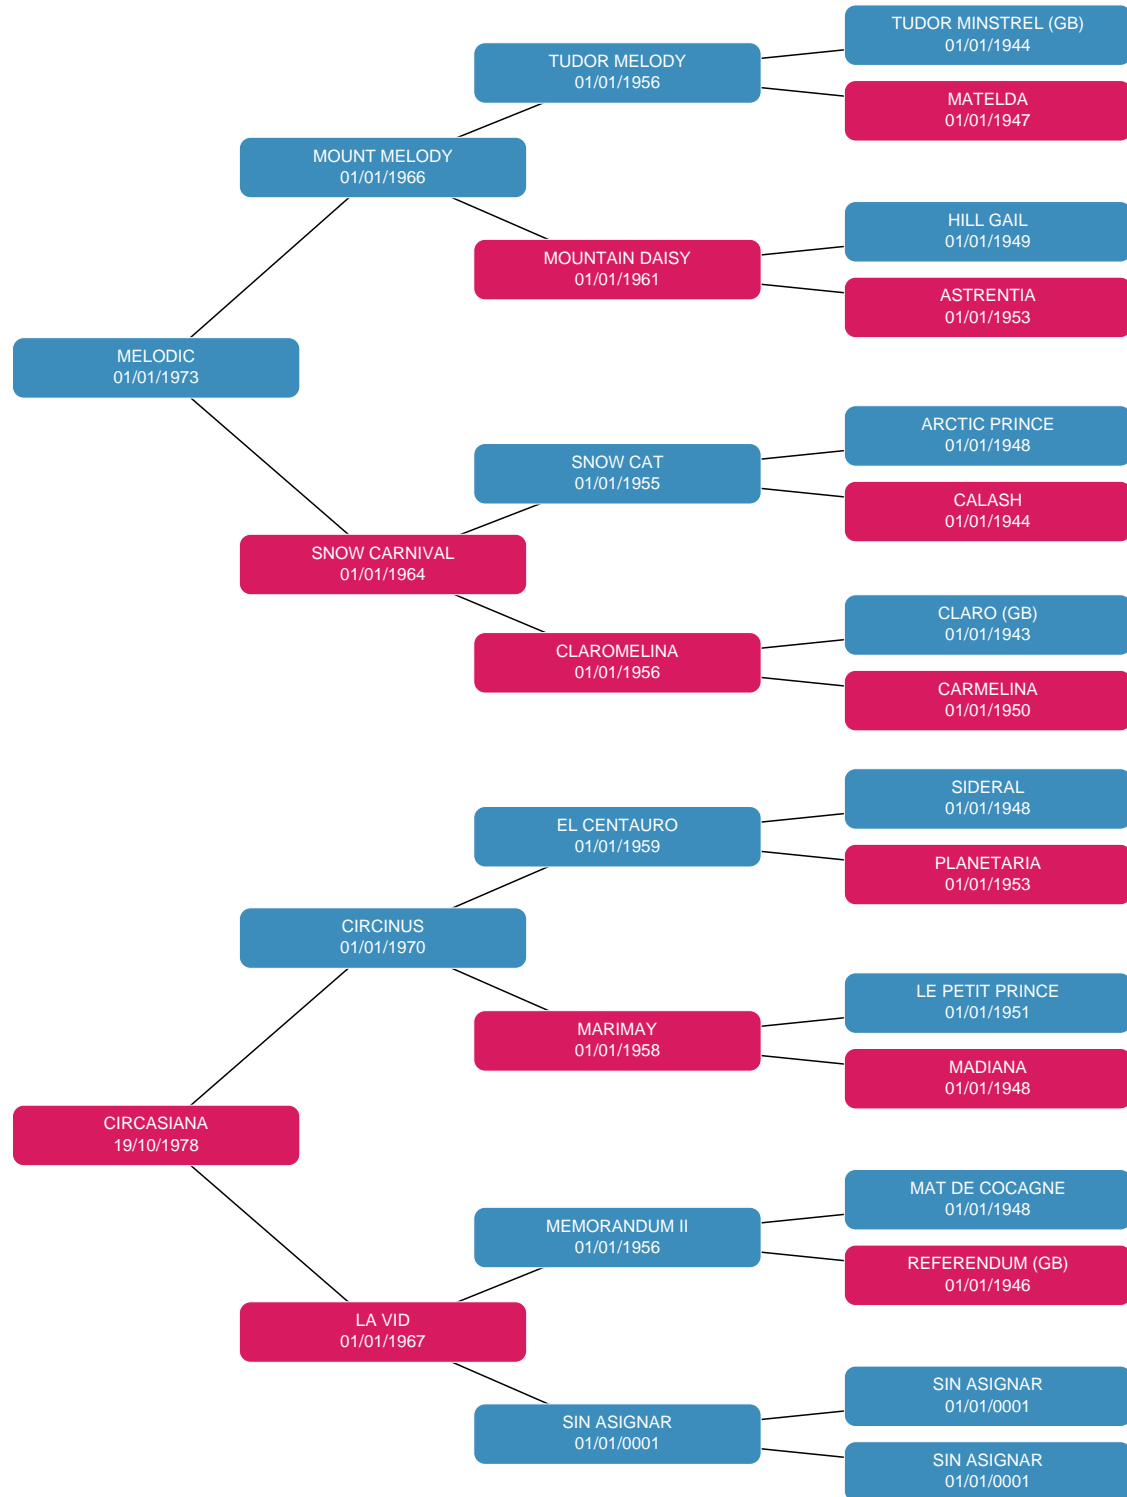 TUDOR MINSTREL (GB)
01/01/1944
TUDOR MELODY
01/01/1956
MATELDA
01/01/1947
MOUNT MELODY
01/01/1966
HILL GAIL
01/01/1949
MOUNTAIN DAISY
01/01/1961
ASTRENTIA
01/01/1953
MELODIC
01/01/1973
ARCTIC PRINCE
01/01/1948
SNOW CAT
01/01/1955
CALASH
01/01/1944
SNOW CARNIVAL
01/01/1964
CLARO (GB)
01/01/1943
CLAROMELINA
01/01/1956
CARMELINA
01/01/1950
SIDERAL
01/01/1948
EL CENTAURO
01/01/1959
PLANETARIA
01/01/1953
CIRCINUS
01/01/1970
LE PETIT PRINCE
01/01/1951
MARIMAY
01/01/1958
MADIANA
01/01/1948
CIRCASIANA
19/10/1978
MAT DE COCAGNE
01/01/1948
MEMORANDUM II
01/01/1956
REFERENDUM (GB)
01/01/1946
LA VID
01/01/1967
SIN ASIGNAR
01/01/0001
SIN ASIGNAR
01/01/0001
SIN ASIGNAR
01/01/0001